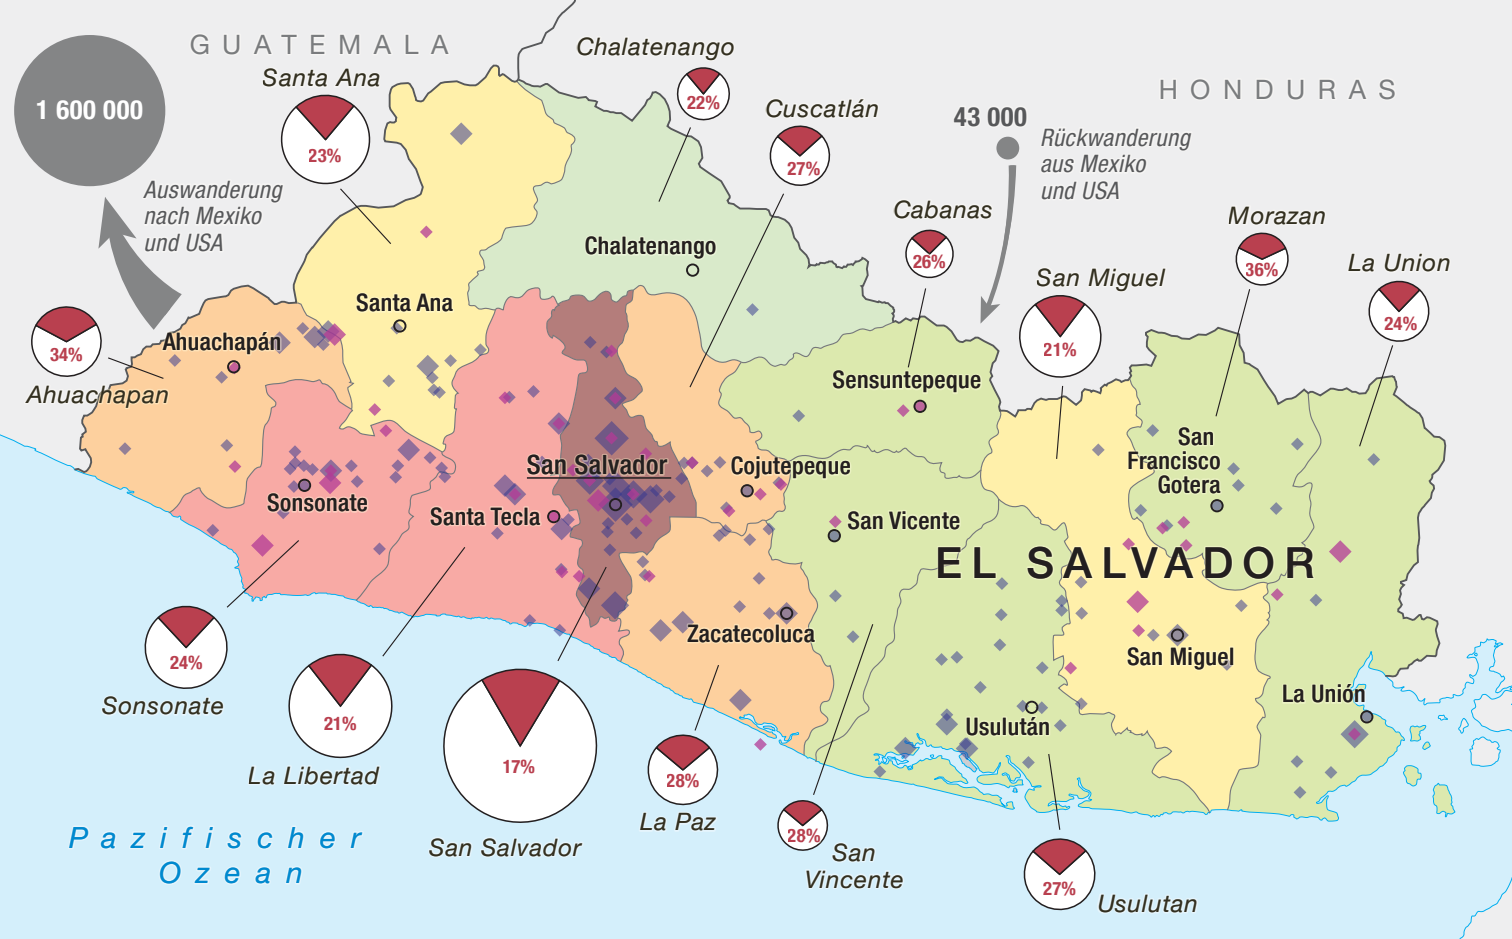 GUATEMALA
HONDURAS
1 600 000
Auswanderung
nach Mexiko
und USA
43 000
Rückwanderung
aus Mexiko
und USA
Santa Ana
23%
Chalatenango
22%
Cuscatlán
27%
Cabanas
26%
San Miguel
21%
Morazan
36%
La Union
24%
34%
Ahuachapan
Ahuachapán
Santa Ana
Chalatenango
Sensuntepeque
San
Francisco
Gotera
San Salvador
Cojutepeque
Sonsonate
Santa Tecla
San Vicente
EL SALVADOR
Zacatecoluca
San Miguel
La Unión
Usulután
24%
Sonsonate
21%
La Libertad
17%
San Salvador
28%
La Paz
28%
San
Vincente
27%
Usulutan
Pazifischer
Ozean